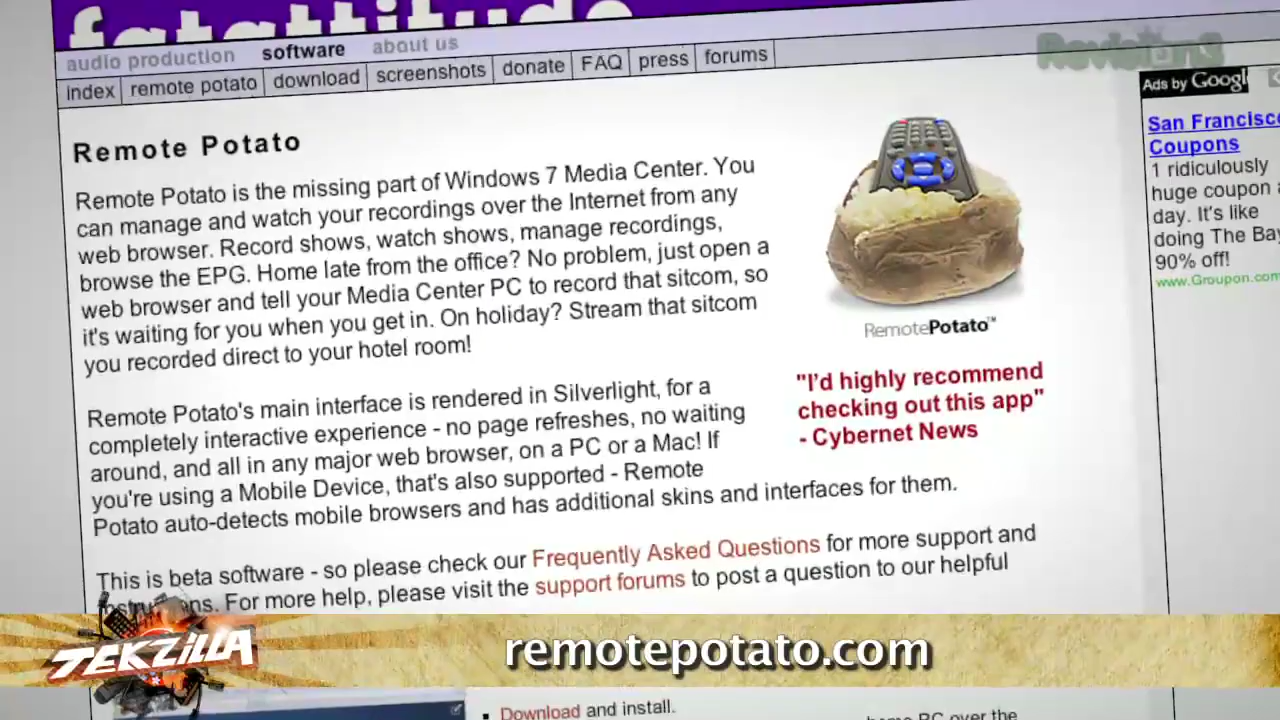 fatattitude
audio production software about us
index remote potato download screenshots donate FAQ press forums
Revision3
Ads by Google
Remote Potato
Remote Potato is the missing part of Windows 7 Media Center. You
can manage and watch your recordings over the Internet from any
web browser. Record shows, watch shows, manage recordings,
browse the EPG. Home late from the office? No problem, just open a
web browser and tell your Media Center PC to record that sitcom, so
it's waiting for you when you get in. On holiday? Stream that sitcom
you recorded direct to your hotel room!
RemotePotato™
San Francisco
Coupons
1 ridiculously
huge coupon a
day. It's like
doing The Bay
90% off!
www.Groupon.com
"I'd highly recommend
checking out this app"
- Cybernet News
Remote Potato's main interface is rendered in Silverlight, for a
completely interactive experience - no page refreshes, no waiting
around, and all in any major web browser, on a PC or a Mac! If
you're using a Mobile Device, that's also supported - Remote
Potato auto-detects mobile browsers and has additional skins and interfaces for them.
This is beta software - so please check our Frequently Asked Questions for more support and
instructions. For more help, please visit the support forums to post a question to our helpful
TEKZILLA
remotepotato.com
Download and install.
home PC over the